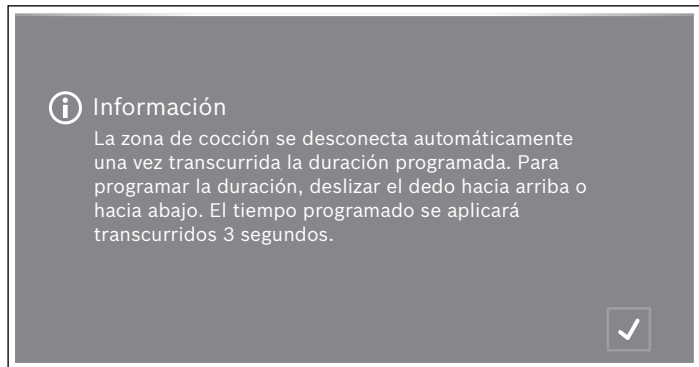 Información
La zona de cocción se desconecta automáticamente
una vez transcurrida la duración programada. Para
programar la duración, deslizar el dedo hacia arriba o
hacia abajo. El tiempo programado se aplicará
transcurridos 3 segundos.